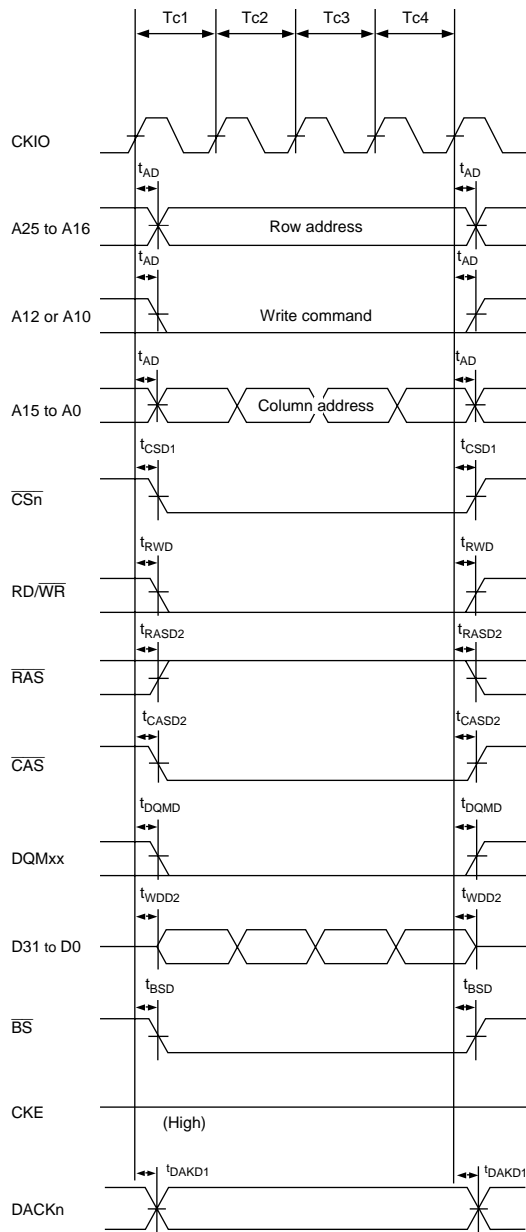 Tc1 Tc2 Tc3 Tc4
CKIO
tAD tAD
A25 to A16 Row address
tAD tAD
A12 or A10 Write command
tAD tAD
A15 to A0 Column address
tCSD1 tCSD1
CSn
tRWD tRWD
RD/WR
tRASD2 tRASD2
RAS
tCASD2 tCASD2
CAS
tDQMD tDQMD
DQMxx
tWDD2 tWDD2
D31 to D0
tBSD tBSD
BS
CKE
(High)
tDAKD1 tDAKD1
DACKn